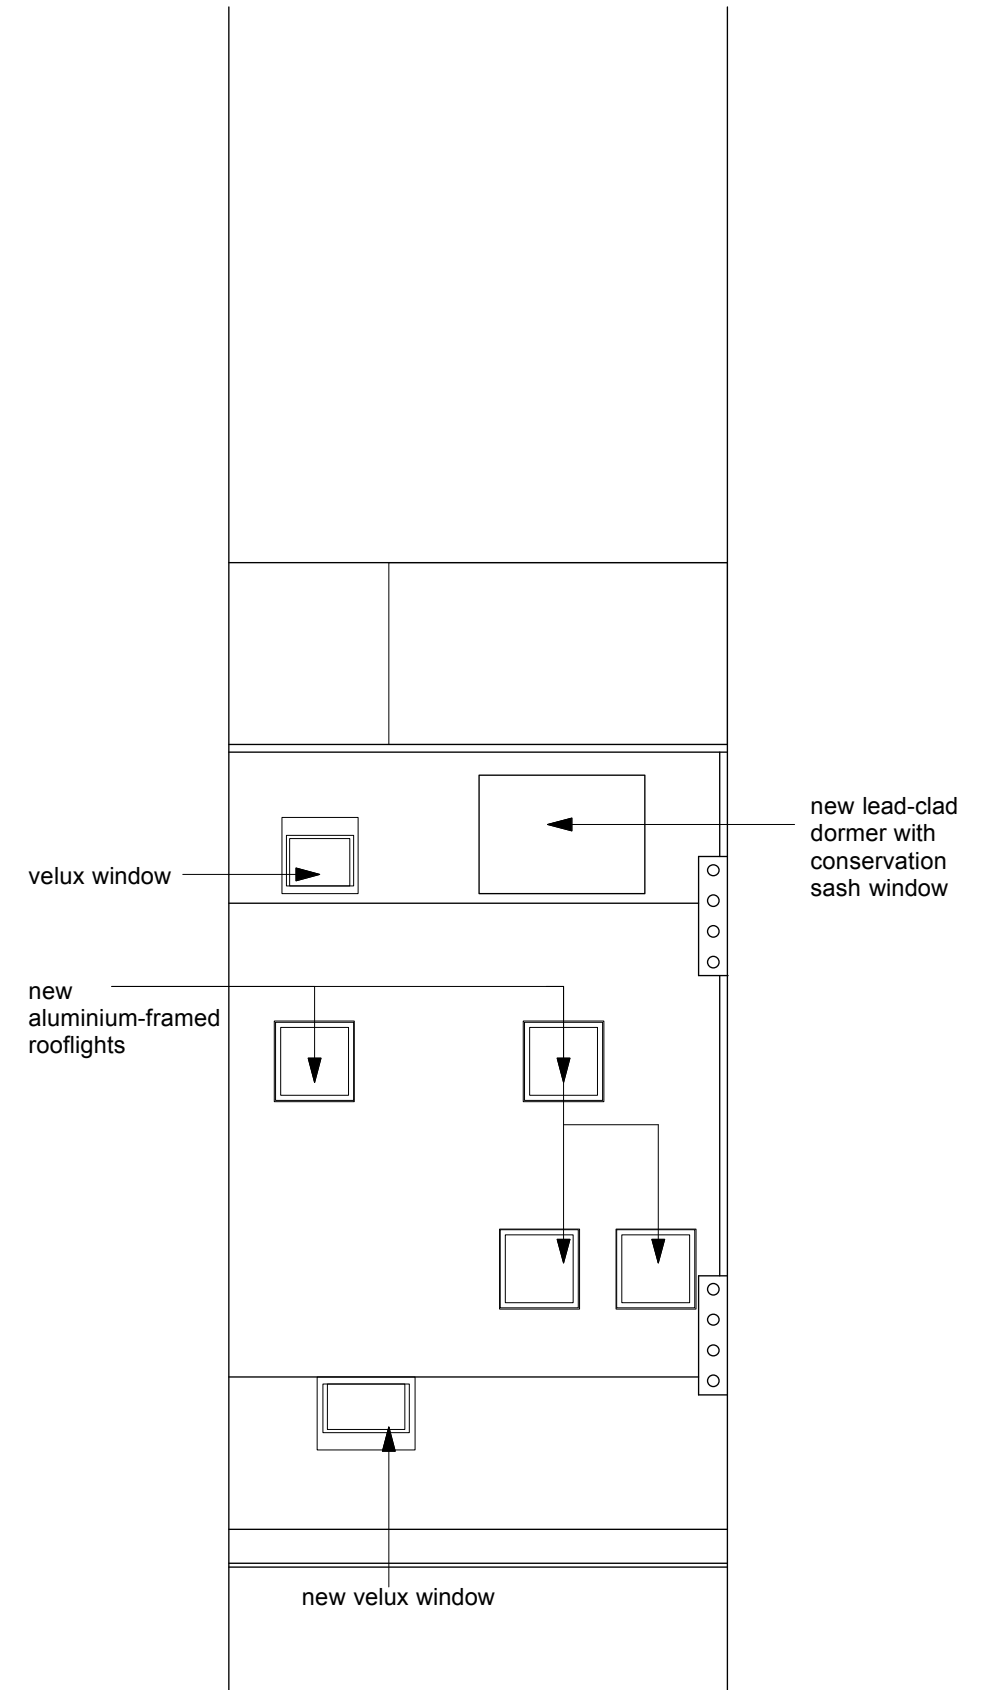 new lead-clad
dormer with
conservation
sash window
velux window
new
aluminium-framed
rooflights
new velux window